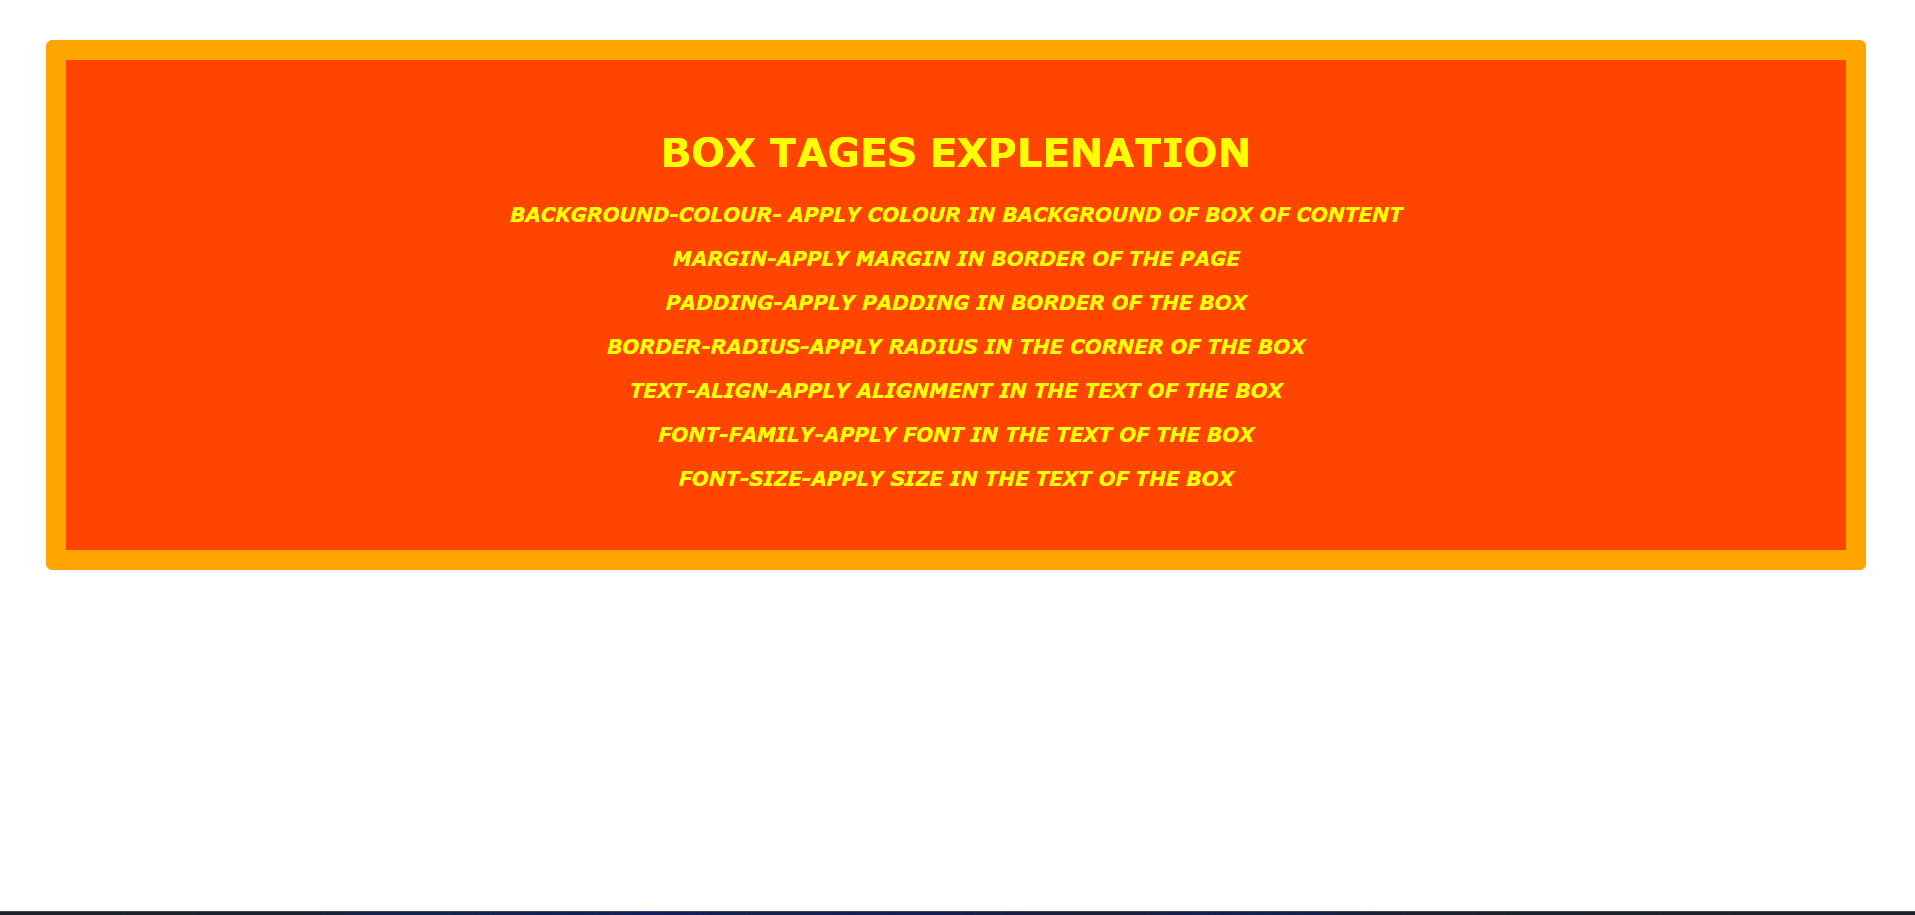 BOX TAGES EXPLENATION
BACKGROUND-COLOUR- APPLY COLOUR IN BACKGROUND OF BOX OF CONTENT
MARGIN-APPLY MARGIN IN BORDER OF THE PAGE
PADDING-APPLY PADDING IN BORDER OF THE BOX
BORDER-RADIUS-APPLY RADIUS IN THE CORNER OF THE BOX
TEXT-ALIGN-APPLY ALIGNMENT IN THE TEXT OF THE BOX
FONT-FAMILY-APPLY FONT IN THE TEXT OF THE BOX
FONT-SIZE-APPLY SIZE IN THE TEXT OF THE BOX